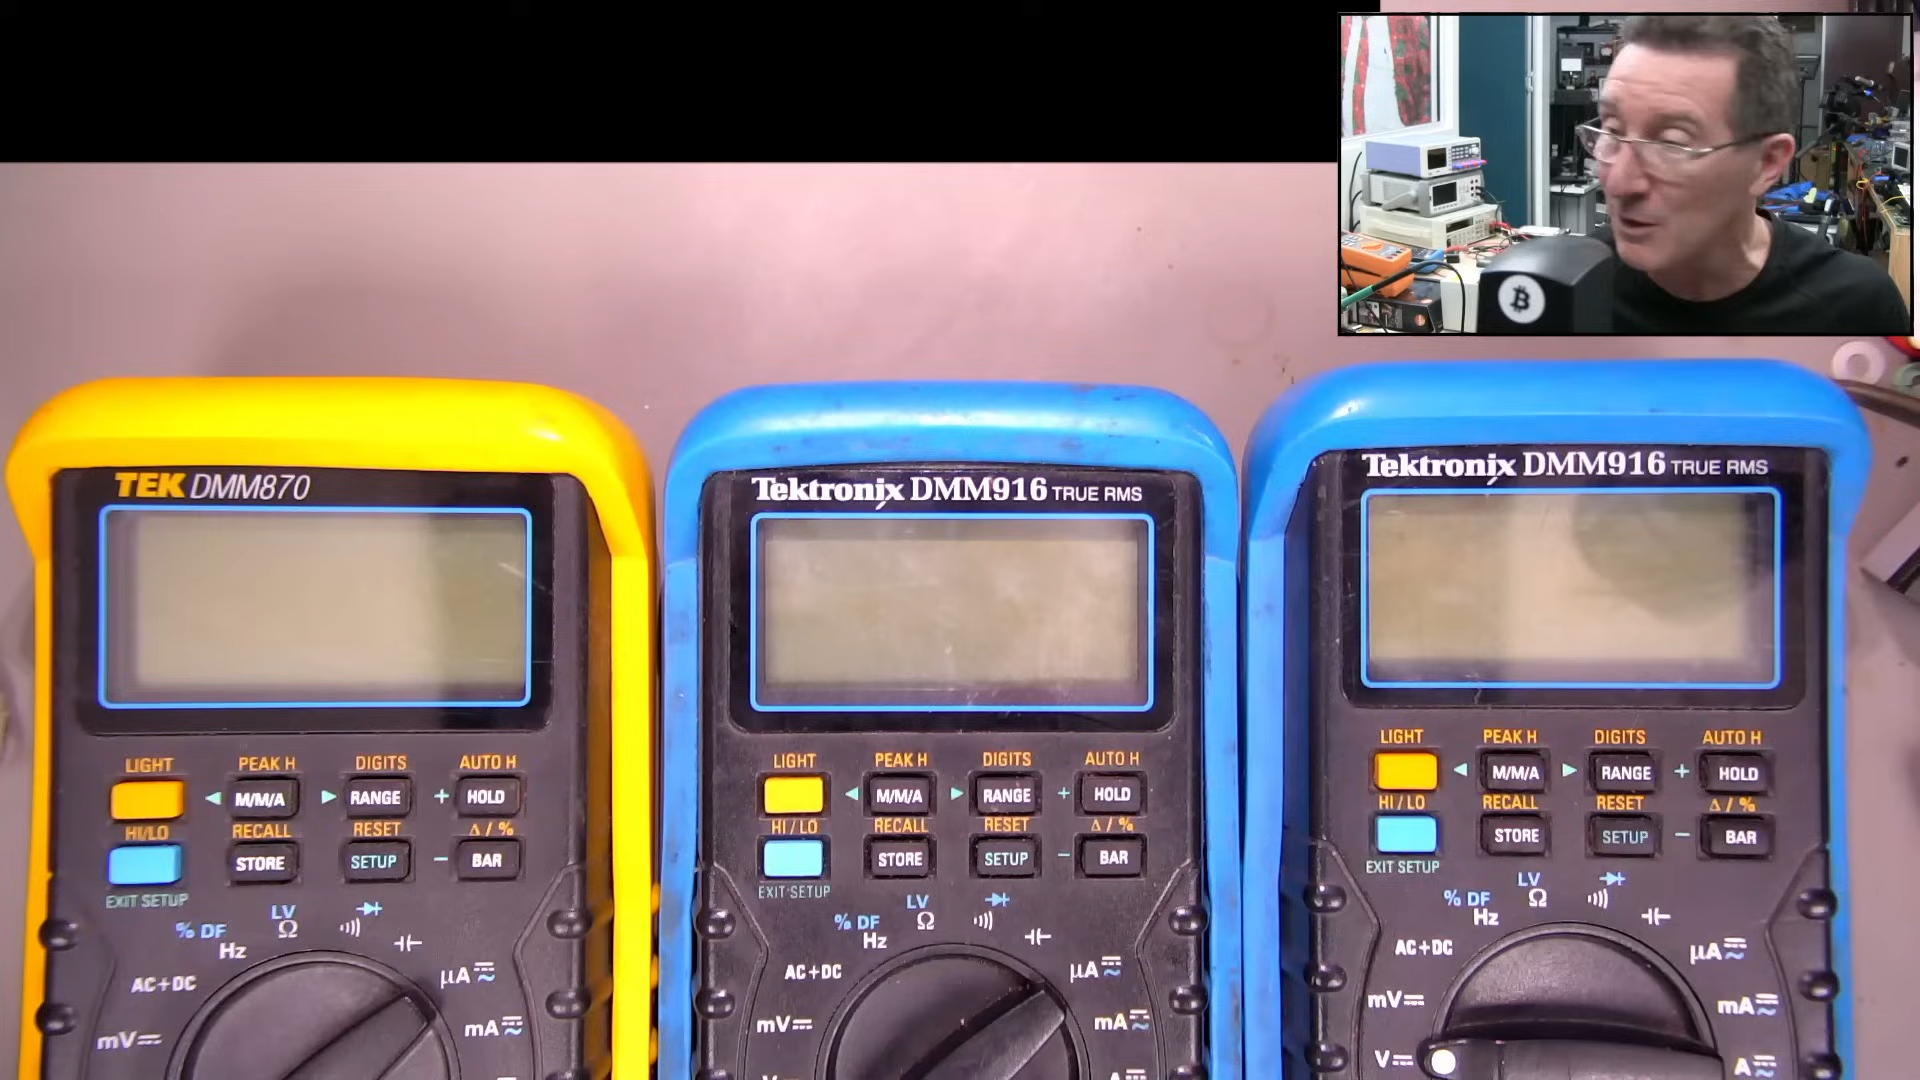 TEK DMM870
LIGHT PEAK H DIGITS AUTO H
M/M/A RANGE + HOLD
HI/LO RECALL RESET Δ / %
STORE SETUP − BAR
EXIT SETUP
% DF LV
Hz Ω
AC+DC µA
mV mA
Tektronix DMM916 TRUE RMS
LIGHT PEAK H DIGITS AUTO H
M/M/A RANGE + HOLD
HI / LO RECALL RESET Δ / %
STORE SETUP − BAR
EXIT SETUP
% DF LV
Hz Ω
AC+DC µA
mV mA
Tektronix DMM916 TRUE RMS
LIGHT PEAK H DIGITS AUTO H
M/M/A RANGE + HOLD
HI / LO RECALL RESET Δ / %
STORE SETUP − BAR
EXIT SETUP
% DF LV
Hz Ω
AC+DC µA
mV mA
V A